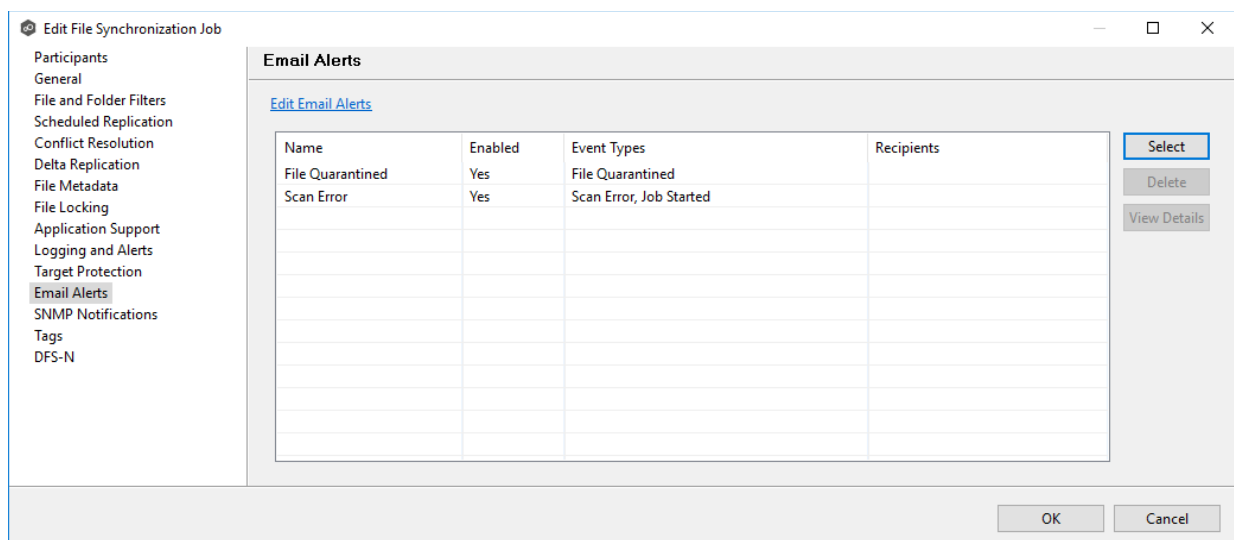 Edit File Synchronization Job
Participants
General
File and Folder Filters
Scheduled Replication
Conflict Resolution
Delta Replication
File Metadata
File Locking
Application Support
Logging and Alerts
Target Protection
Email Alerts
SNMP Notifications
Tags
DFS-N
Email Alerts
Edit Email Alerts
Name Enabled Event Types Recipients
File Quarantined Yes File Quarantined
Scan Error Yes Scan Error, Job Started
Select
Delete
View Details
OK Cancel